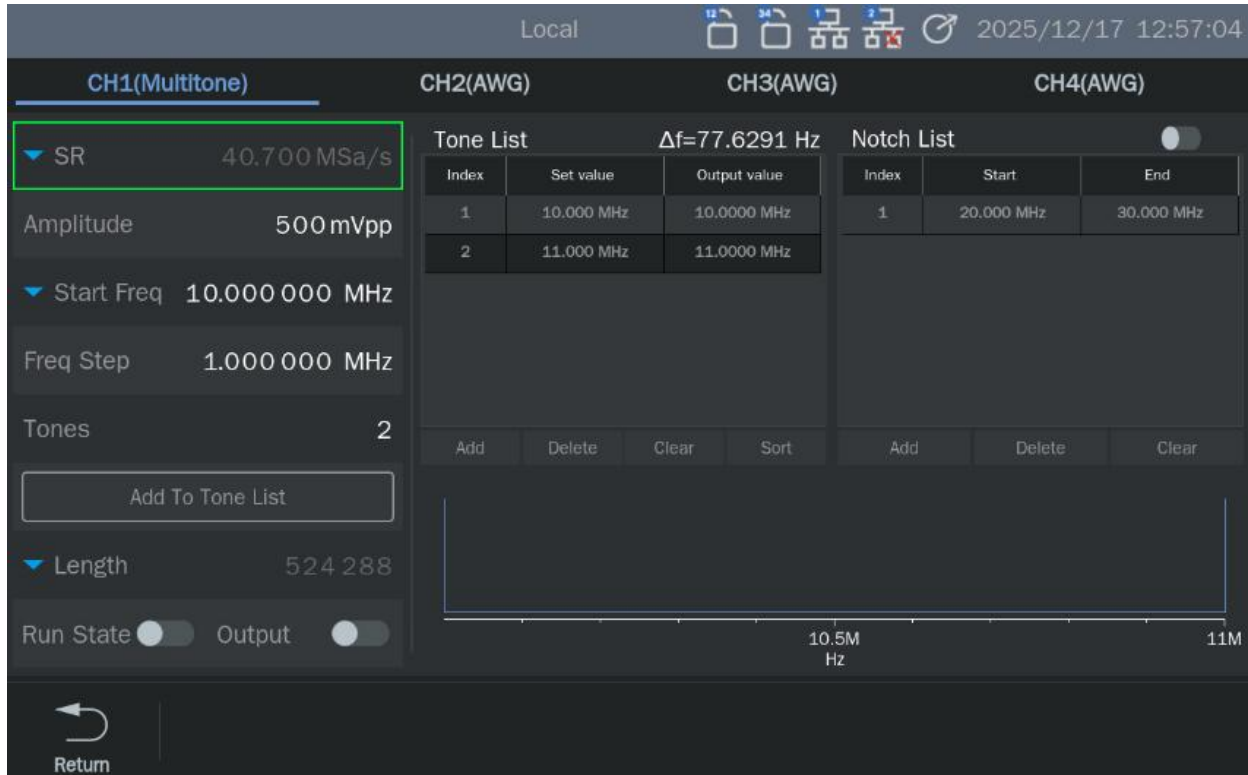 Local 12 34 1 2 2025/12/17 12:57:04
CH1(Multitone) CH2(AWG) CH3(AWG) CH4(AWG)
SR 40.700 MSa/s
Amplitude 500 mVpp
Start Freq 10.000 000 MHz
Freq Step 1.000 000 MHz
Tones 2
Add To Tone List
Length 524 288
Run State Output
Tone List Δf=77.6291 Hz
Index Set value Output value
1 10.000 MHz 10.0000 MHz
2 11.000 MHz 11.0000 MHz
Add Delete Clear Sort
Notch List
Index Start End
1 20.000 MHz 30.000 MHz
Add Delete Clear
10.5M 11M
Hz
Return